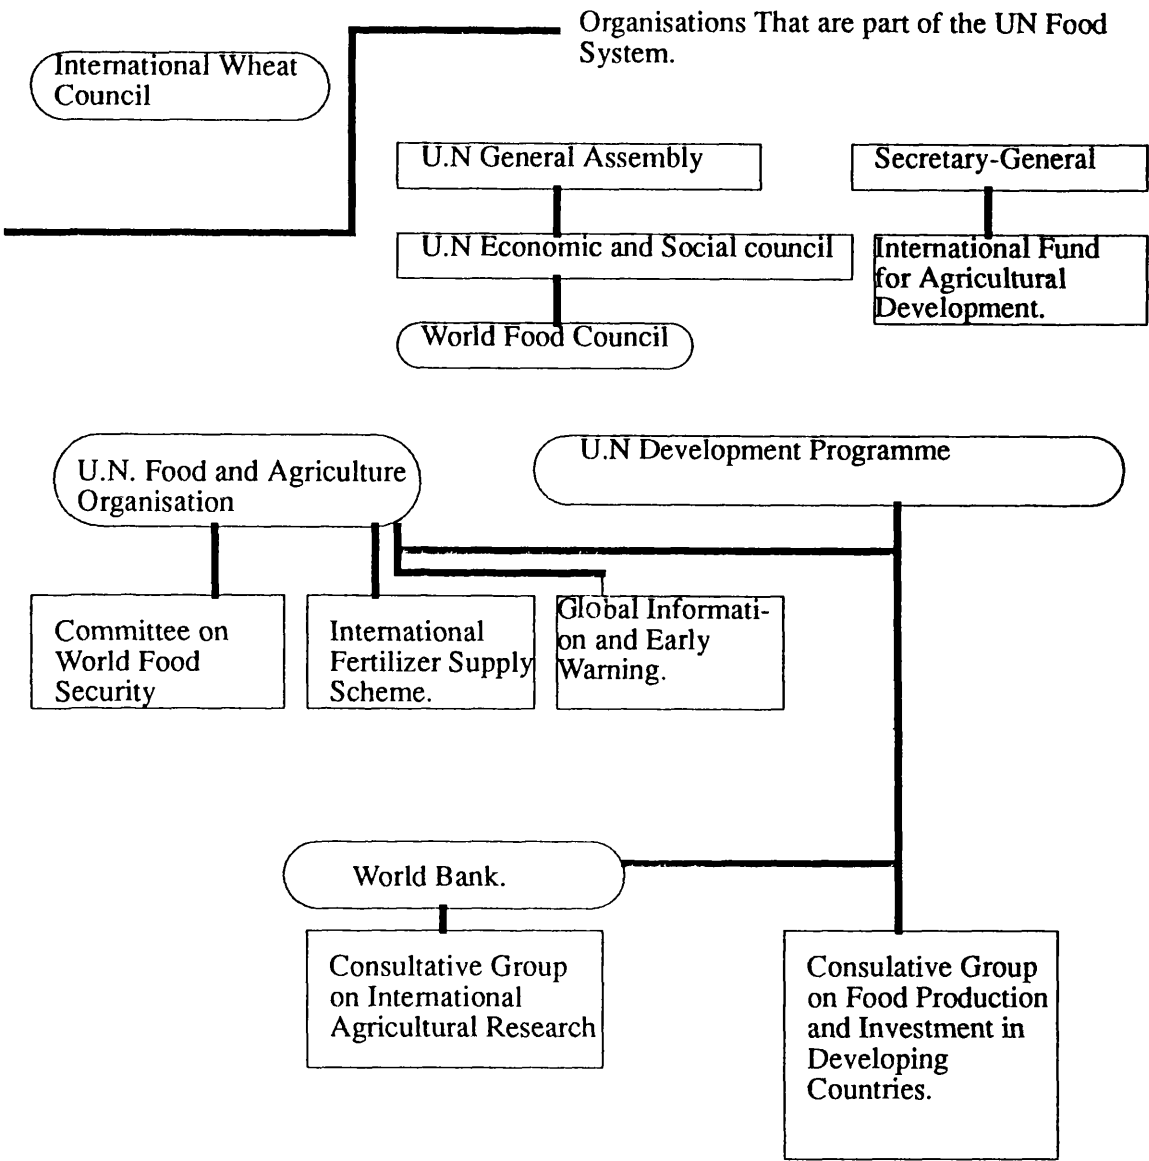 Organisations That are part of the UN Food
System.
International Wheat
Council
U.N General Assembly
Secretary-General
U.N Economic and Social council
International Fund
for Agricultural
Development.
World Food Council
U.N. Food and Agriculture
Organisation
U.N Development Programme
Committee on
World Food
Security
International
Fertilizer Supply
Scheme.
Global Informati-
on and Early
Warning.
World Bank.
Consultative Group
on International
Agricultural Research
Consulative Group
on Food Production
and Investment in
Developing
Countries.